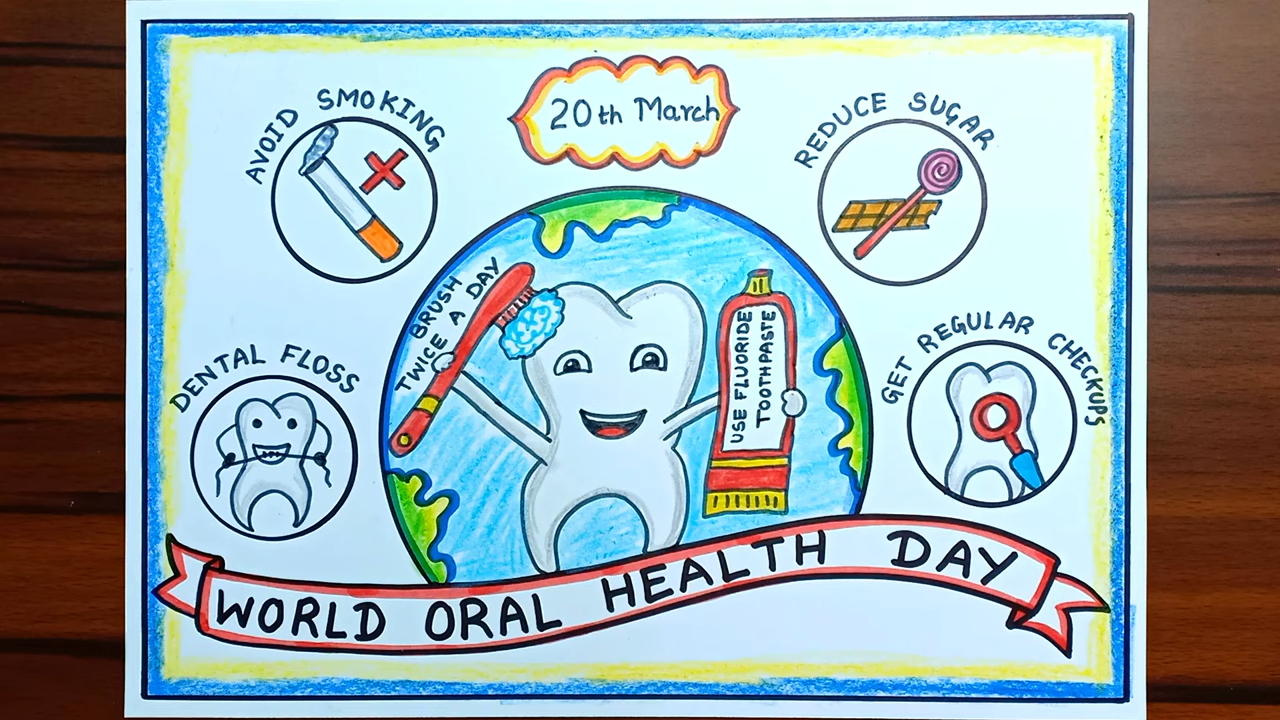 20th March
AVOID SMOKING
REDUCE SUGAR
BRUSH
TWICE A DAY
USE FLUORIDE
TOOTHPASTE
DENTAL FLOSS
GET REGULAR CHECKUPS
WORLD ORAL HEALTH DAY